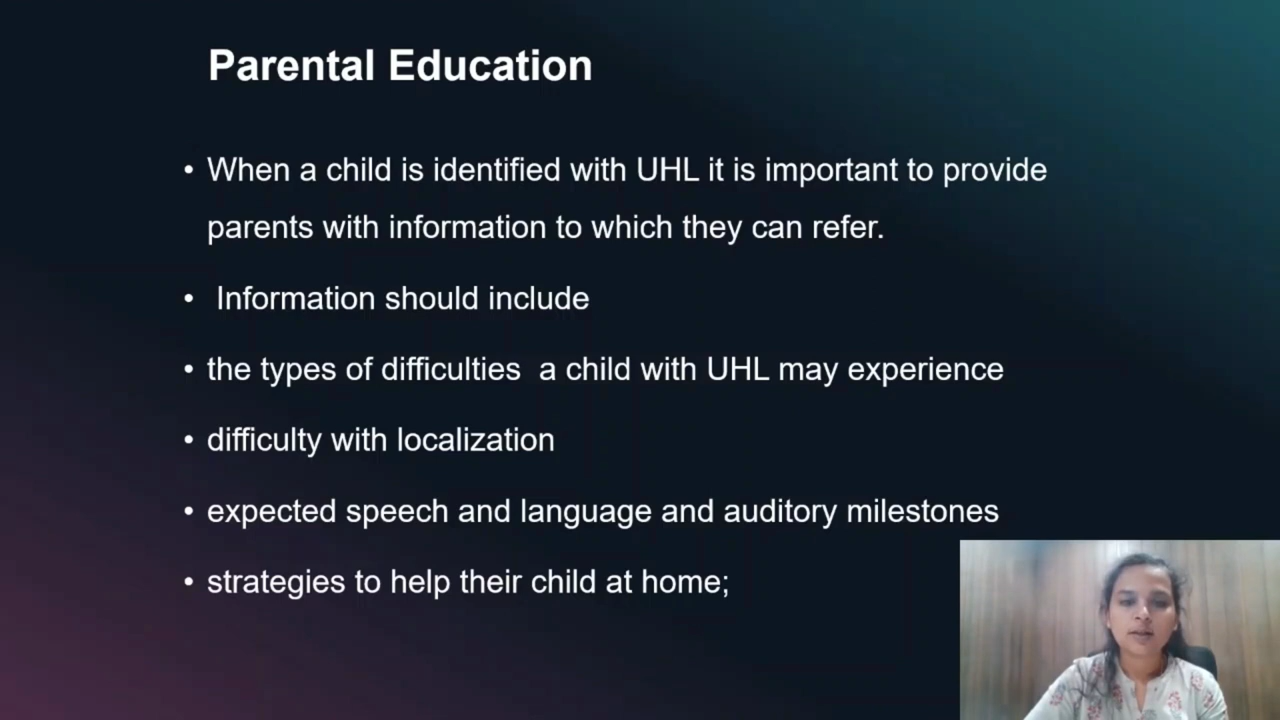 Parental Education
• When a child is identified with UHL it is important to provide
parents with information to which they can refer.
• Information should include
• the types of difficulties  a child with UHL may experience
• difficulty with localization
• expected speech and language and auditory milestones
• strategies to help their child at home;